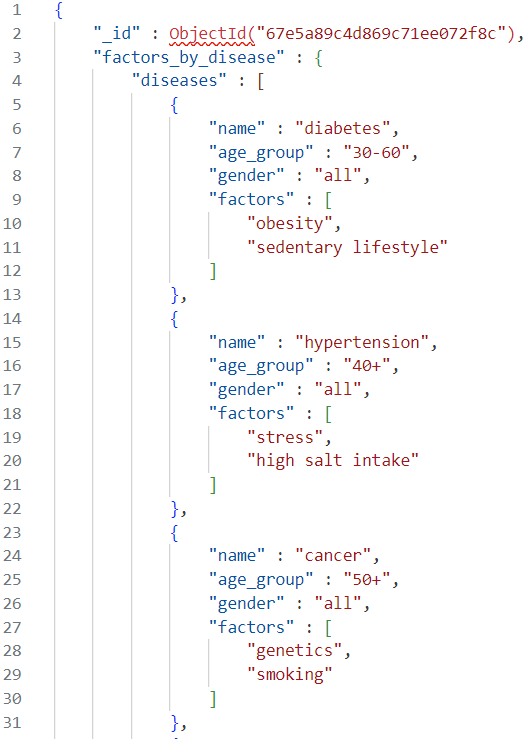 1 {
2 "_id" : ObjectId("67e5a89c4d869c71ee072f8c"),
3 "factors_by_disease" : {
4 "diseases" : [
5 {
6 "name" : "diabetes",
7 "age_group" : "30-60",
8 "gender" : "all",
9 "factors" : [
10 "obesity",
11 "sedentary lifestyle"
12 ]
13 },
14 {
15 "name" : "hypertension",
16 "age_group" : "40+",
17 "gender" : "all",
18 "factors" : [
19 "stress",
20 "high salt intake"
21 ]
22 },
23 {
24 "name" : "cancer",
25 "age_group" : "50+",
26 "gender" : "all",
27 "factors" : [
28 "genetics",
29 "smoking"
30 ]
31 },